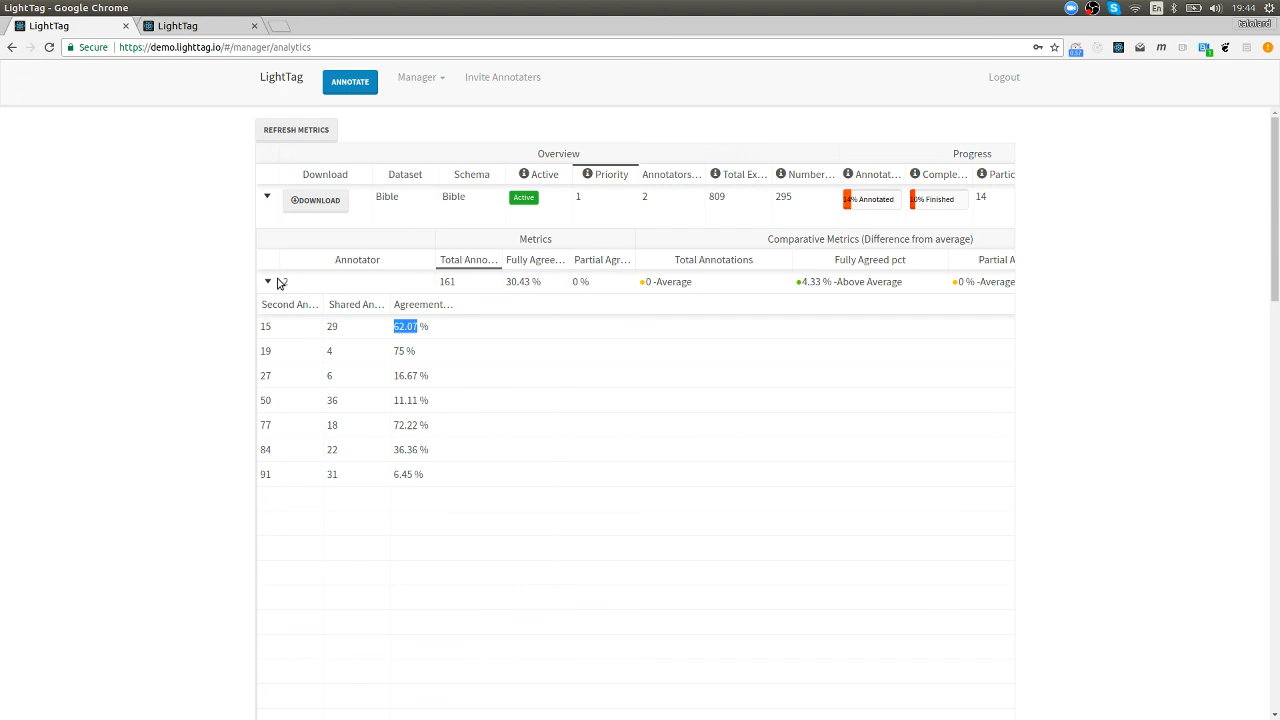 LightTag - Google Chrome
19:44
LightTag
LightTag
talolard
Secure
https://demo.lighttag.io/#/manager/analytics
0.57
LightTag
ANNOTATE
Manager
Invite Annotaters
Logout
REFRESH METRICS
Overview
Progress
Download
Dataset
Schema
Active
Priority
Annotators...
Total Ex...
Number...
Annotat...
Comple...
Partic
DOWNLOAD
Bible
Bible
Active
1
2
809
295
14% Annotated
10% Finished
14
Metrics
Comparative Metrics (Difference from average)
Annotator
Total Anno...
Fully Agree...
Partial Agr...
Total Annotations
Fully Agreed pct
Partial A
161
30.43 %
0 %
0 -Average
4.33 % -Above Average
0 % -Average
Second An...
Shared An...
Agreement...
15
29
62.07 %
19
4
75 %
27
6
16.67 %
50
36
11.11 %
77
18
72.22 %
84
22
36.36 %
91
31
6.45 %